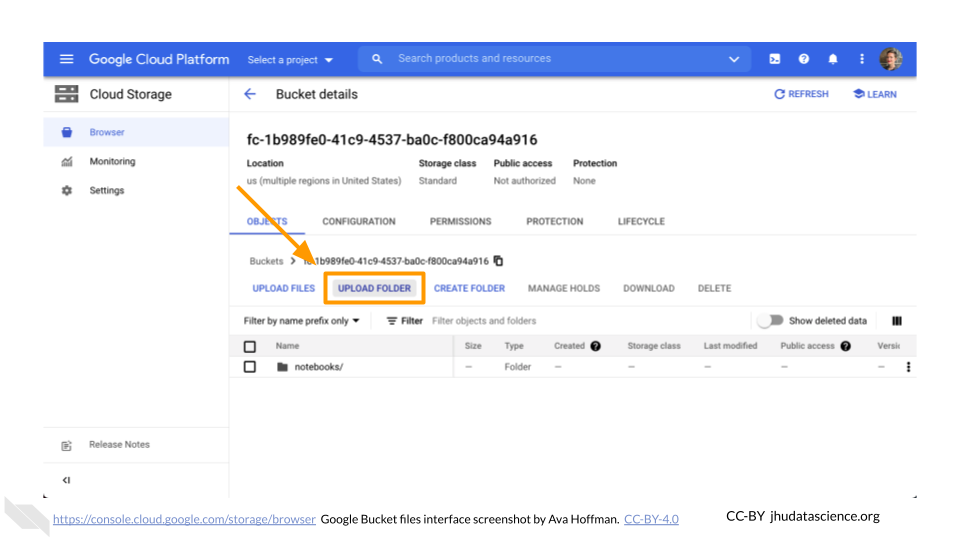 Google Cloud Platform Select a project Search products and resources
Cloud Storage Bucket details REFRESH LEARN
Browser
Monitoring
Settings
fc-1b989fe0-41c9-4537-ba0c-f800ca94a916
Location Storage class Public access Protection
us (multiple regions in United States) Standard Not authorized None
OBJECTS CONFIGURATION PERMISSIONS PROTECTION LIFECYCLE
Buckets > fc-1b989fe0-41c9-4537-ba0c-f800ca94a916
UPLOAD FILES UPLOAD FOLDER CREATE FOLDER MANAGE HOLDS DOWNLOAD DELETE
Filter by name prefix only Filter Filter objects and folders Show deleted data
Name Size Type Created Storage class Last modified Public access
notebooks/ — Folder — — — — —
Release Notes
https://console.cloud.google.com/storage/browser Google Bucket files interface screenshot by Ava Hoffman. CC-BY-4.0 CC-BY jhudatascience.org